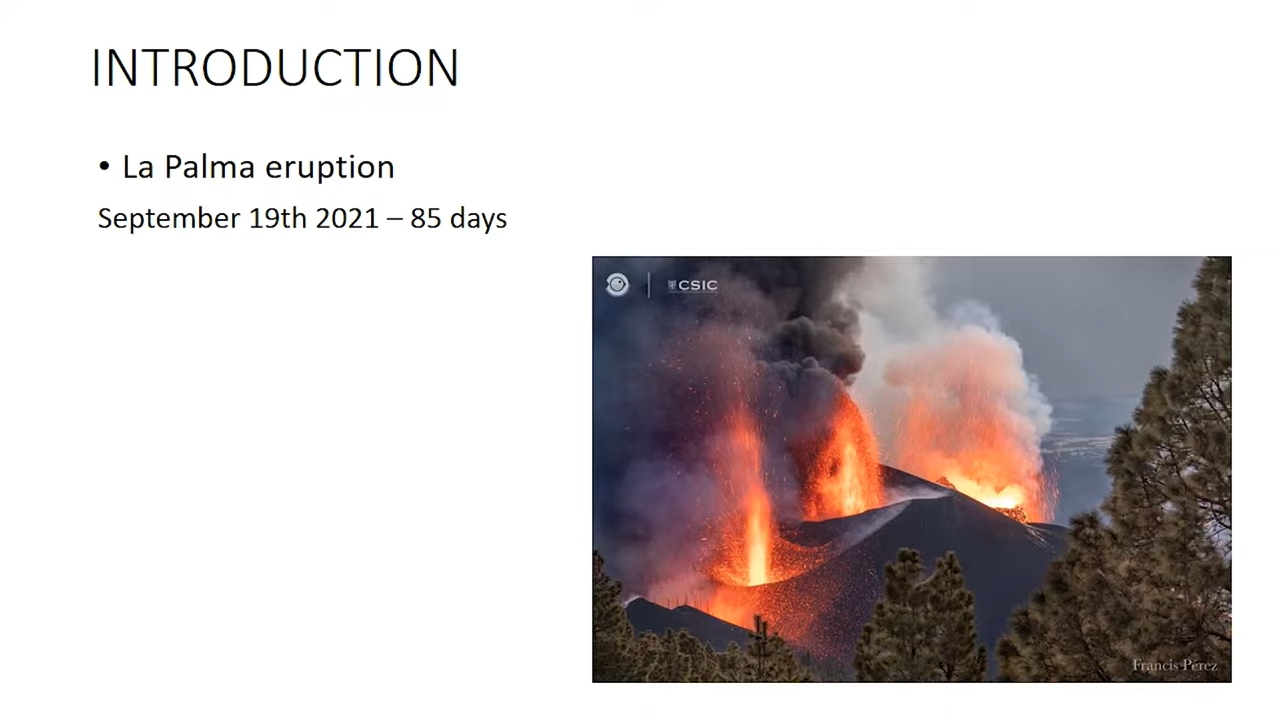 INTRODUCTION
• La Palma eruption
September 19th 2021 – 85 days
CSIC
Francis Pérez